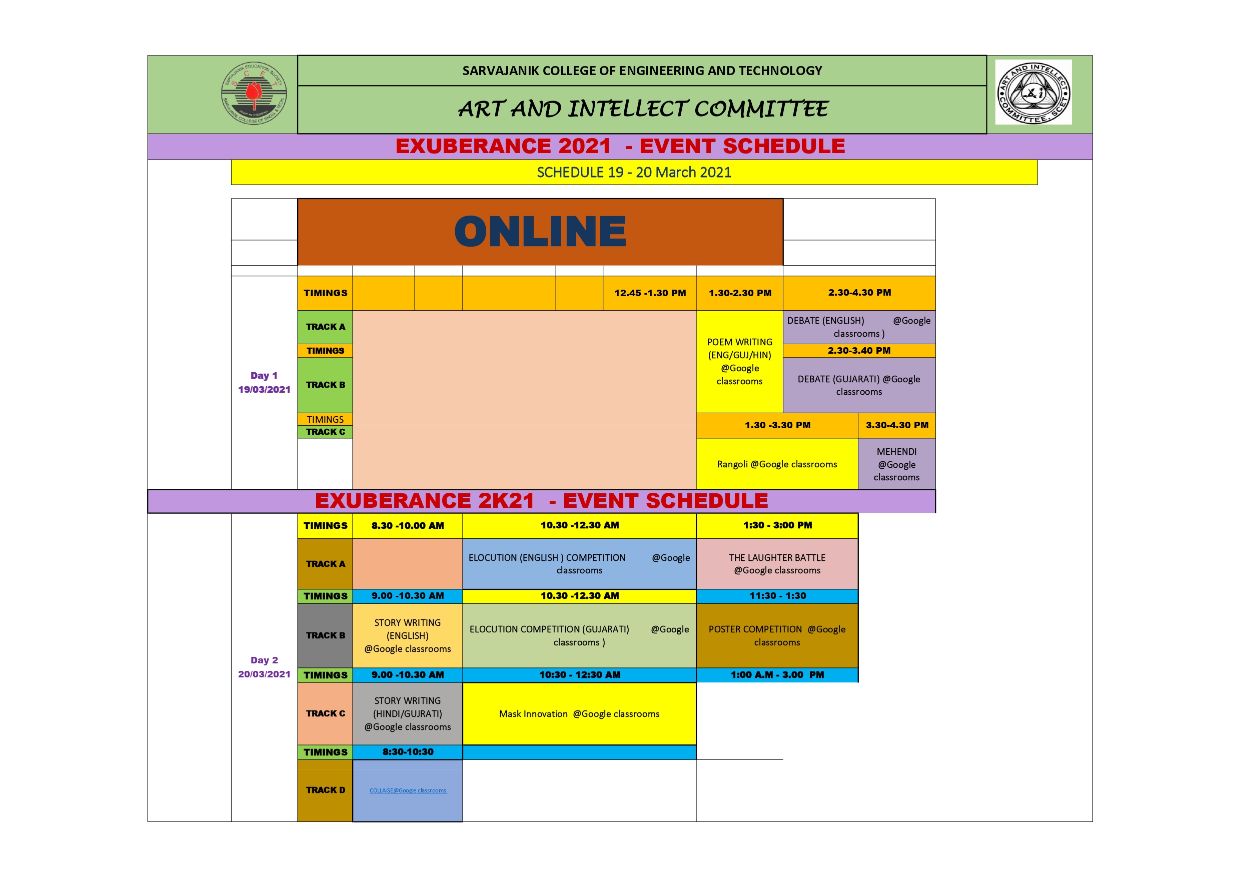 SARVAJANIK COLLEGE OF ENGINEERING AND TECHNOLOGY
ART AND INTELLECT COMMITTEE
EXUBERANCE 2021 - EVENT SCHEDULE
SCHEDULE 19 - 20 March 2021
ONLINE
TIMINGS 12.45 -1.30 PM 1.30-2.30 PM 2.30-4.30 PM
Day 1
19/03/2021
TRACK A
POEM WRITING
(ENG/GUJ/HIN)
@Google
classrooms
DEBATE (ENGLISH) @Google
classrooms )
TIMINGS 2.30-3.40 PM
TRACK B
DEBATE (GUJARATI) @Google
classrooms
TIMINGS 1.30 -3.30 PM 3.30-4.30 PM
TRACK C
Rangoli @Google classrooms
MEHENDI
@Google
classrooms
EXUBERANCE 2K21 - EVENT SCHEDULE
Day 2
20/03/2021
TIMINGS 8.30 -10.00 AM 10.30 -12.30 AM 1:30 - 3:00 PM
TRACK A
ELOCUTION (ENGLISH ) COMPETITION @Google
classrooms
THE LAUGHTER BATTLE
@Google classrooms
TIMINGS 9.00 -10.30 AM 10.30 -12.30 AM 11:30 - 1:30
TRACK B
STORY WRITING
(ENGLISH)
@Google classrooms
ELOCUTION COMPETITION (GUJARATI) @Google
classrooms )
POSTER COMPETITION @Google
classrooms
TIMINGS 9.00 -10.30 AM 10:30 - 12:30 AM 1:00 A.M - 3.00 PM
TRACK C
STORY WRITING
(HINDI/GUJRATI)
@Google classrooms
Mask Innovation @Google classrooms
TIMINGS 8:30-10:30
TRACK D
COLLAGE@Google classrooms
ART AND INTELLECT
COMMITTEE, SCET